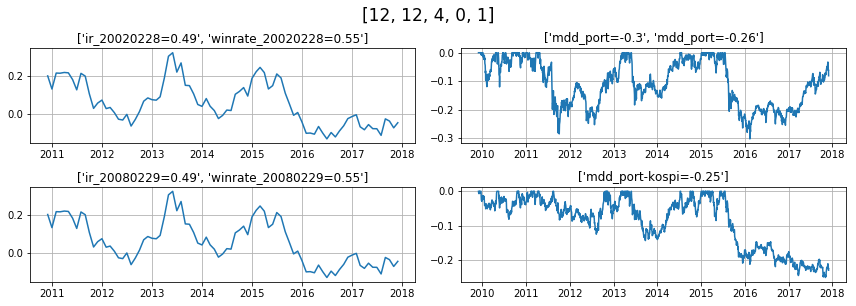 [12, 12, 4, 0, 1]
['ir_20020228=0.49', 'winrate_20020228=0.55']
0.2
0.0
2011 2012 2013 2014 2015 2016 2017 2018
['mdd_port=-0.3', 'mdd_port=-0.26']
0.0
−0.1
−0.2
−0.3
2010 2011 2012 2013 2014 2015 2016 2017 2018
['ir_20080229=0.49', 'winrate_20080229=0.55']
0.2
0.0
2011 2012 2013 2014 2015 2016 2017 2018
['mdd_port-kospi=-0.25']
0.0
−0.1
−0.2
2010 2011 2012 2013 2014 2015 2016 2017 2018